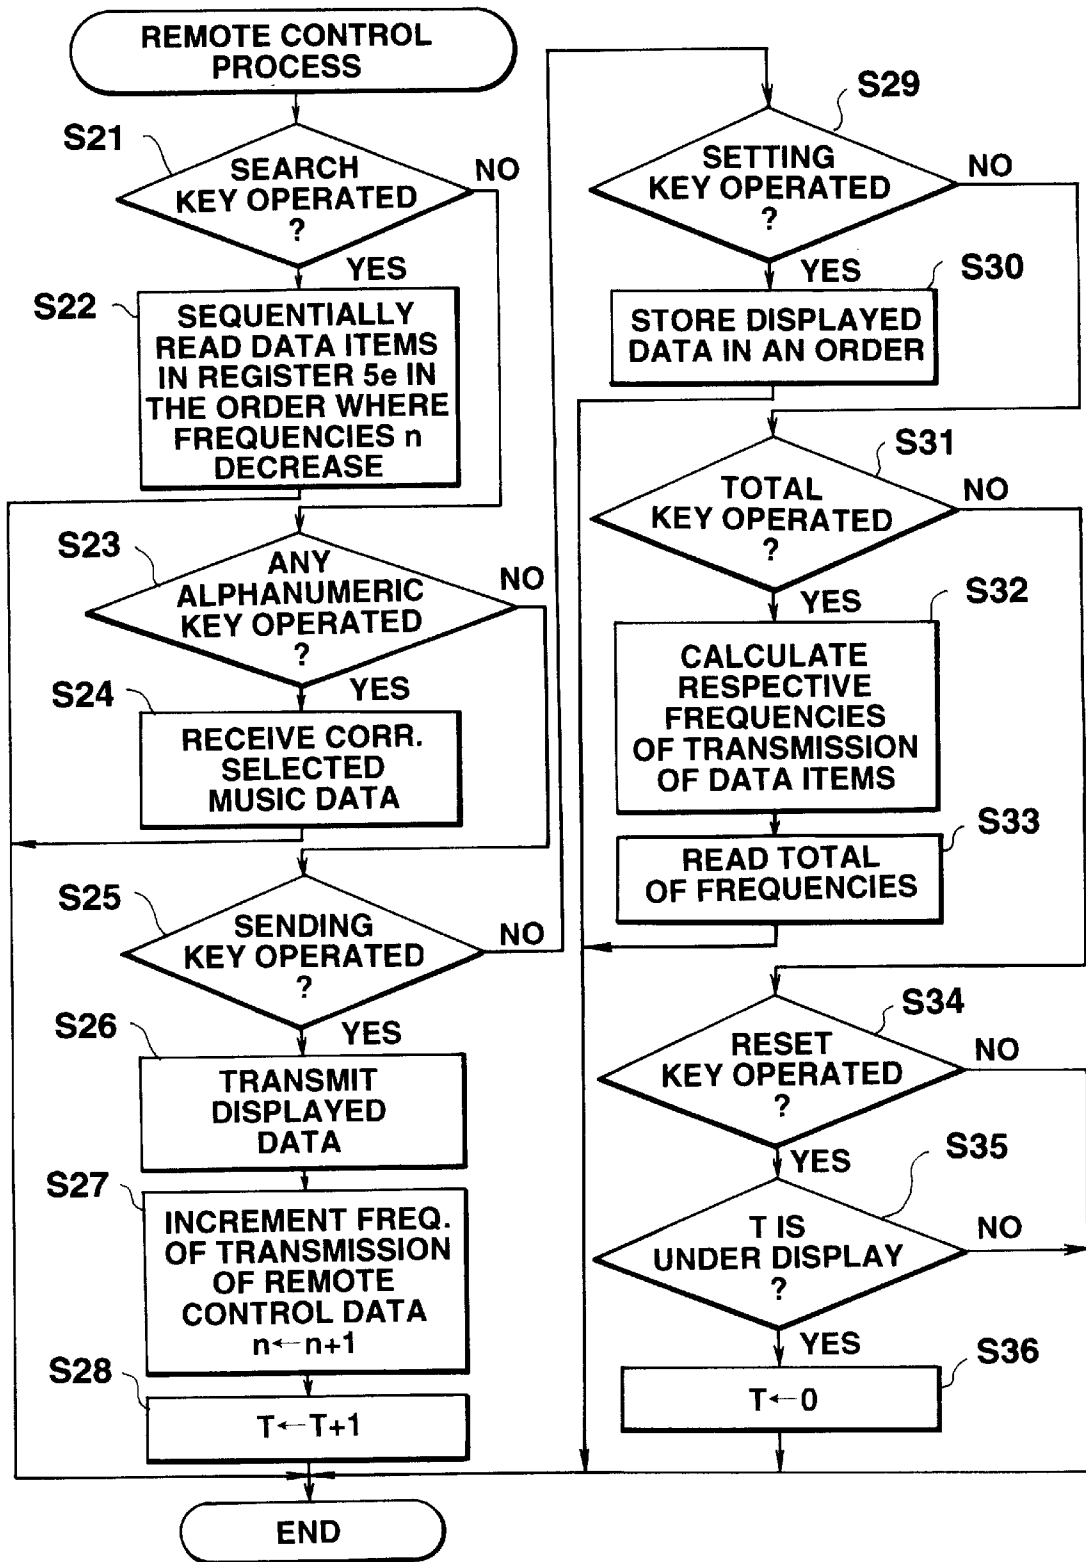 REMOTE CONTROL
PROCESS
S21
SEARCH
KEY OPERATED
?
NO
YES
S22
SEQUENTIALLY
READ DATA ITEMS
IN REGISTER 5e IN
THE ORDER WHERE
FREQUENCIES n
DECREASE
S23
ANY
ALPHANUMERIC
KEY OPERATED
?
NO
YES
S24
RECEIVE CORR.
SELECTED
MUSIC DATA
S25
SENDING
KEY OPERATED
?
NO
YES
S26
TRANSMIT
DISPLAYED
DATA
S27
INCREMENT FREQ.
OF TRANSMISSION
OF REMOTE
CONTROL DATA
n←n+1
S28
T←T+1
END
S29
SETTING
KEY OPERATED
?
NO
YES
S30
STORE DISPLAYED
DATA IN AN ORDER
S31
TOTAL
KEY OPERATED
?
NO
YES
S32
CALCULATE
RESPECTIVE
FREQUENCIES
OF TRANSMISSION
OF DATA ITEMS
S33
READ TOTAL
OF FREQUENCIES
S34
RESET
KEY OPERATED
?
NO
YES
S35
T IS
UNDER DISPLAY
?
NO
YES
S36
T←0